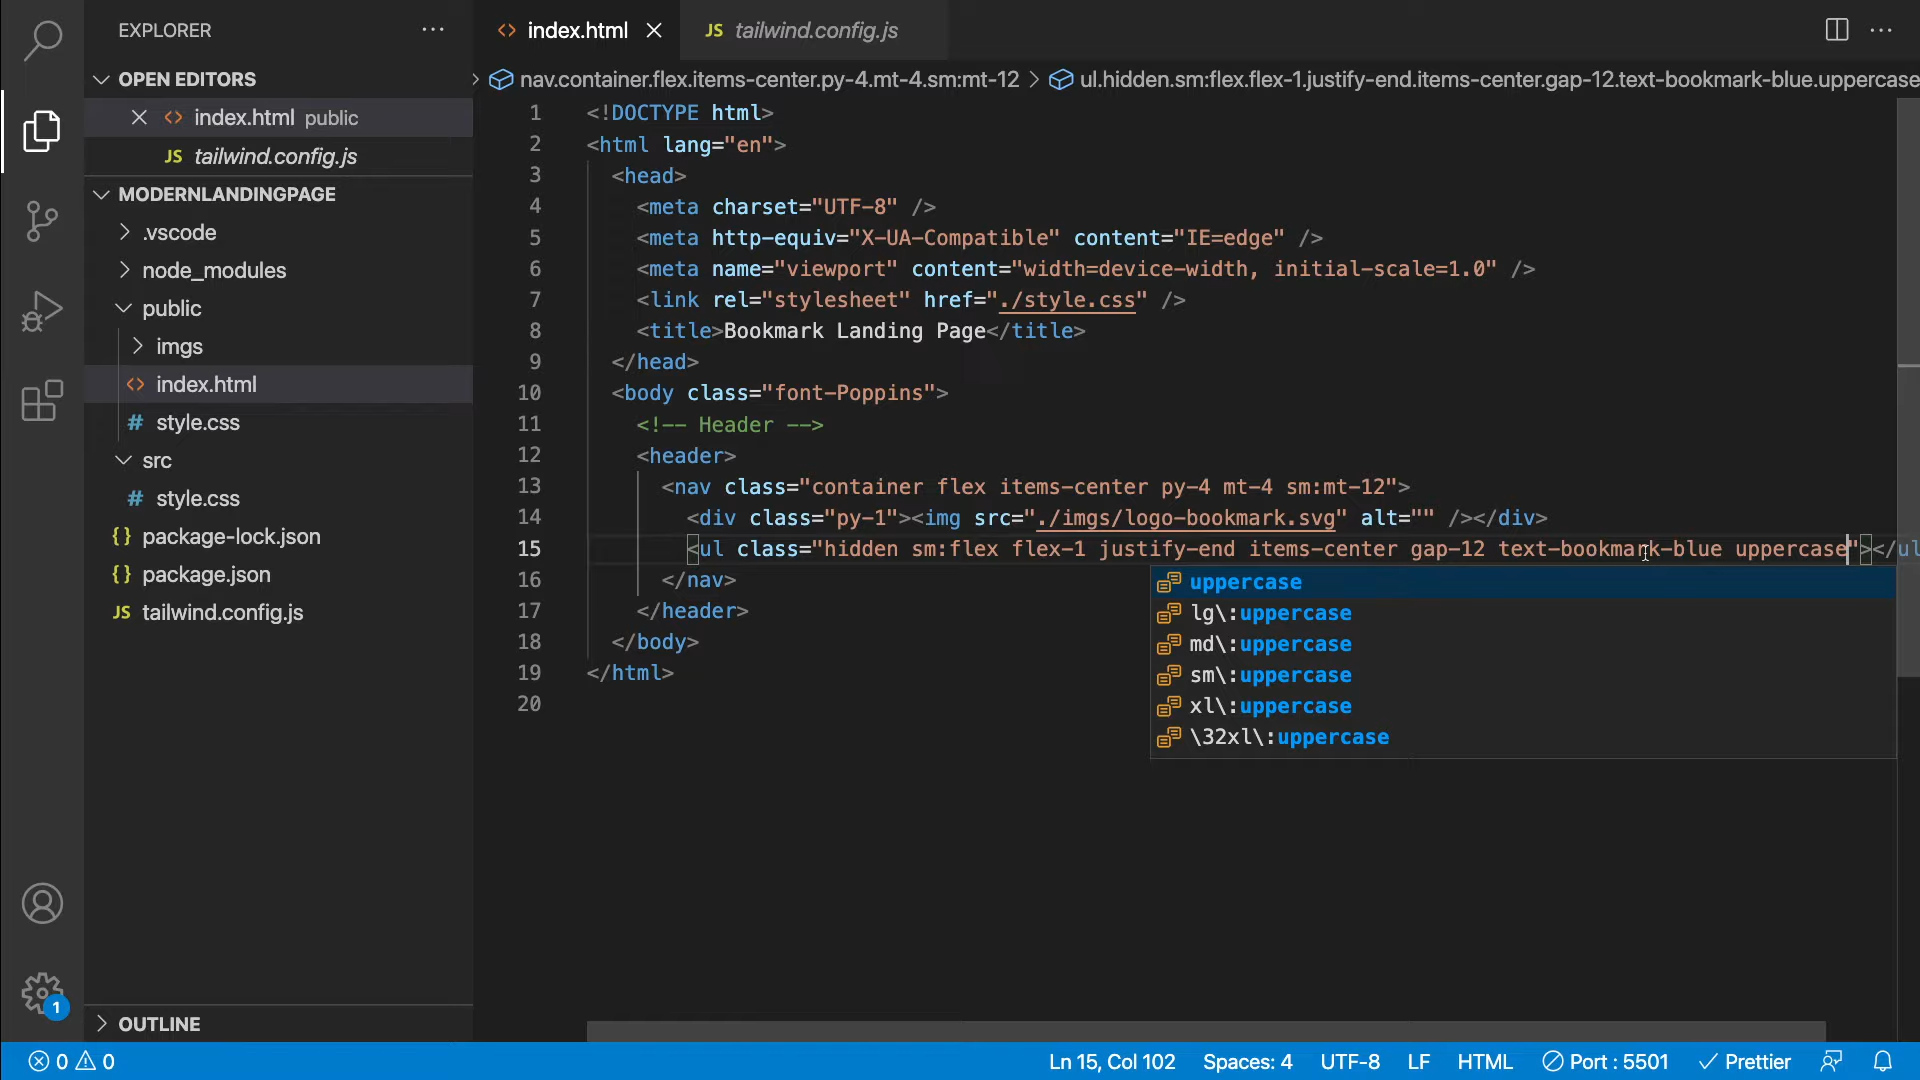 EXPLORER
OPEN EDITORS
index.html public
JS tailwind.config.js
MODERNLANDINGPAGE
.vscode
node_modules
public
imgs
<> index.html
# style.css
src
# style.css
{} package-lock.json
{} package.json
JS tailwind.config.js
OUTLINE
1
<> index.html
JS tailwind.config.js
nav.container.flex.items-center.py-4.mt-4.sm:mt-12 > ul.hidden.sm:flex.flex-1.justify-end.items-center.gap-12.text-bookmark-blue.uppercase
1 <!DOCTYPE html>
2 <html lang="en">
3 <head>
4 <meta charset="UTF-8" />
5 <meta http-equiv="X-UA-Compatible" content="IE=edge" />
6 <meta name="viewport" content="width=device-width, initial-scale=1.0" />
7 <link rel="stylesheet" href="./style.css" />
8 <title>Bookmark Landing Page</title>
9 </head>
10 <body class="font-Poppins">
11 <!-- Header -->
12 <header>
13 <nav class="container flex items-center py-4 mt-4 sm:mt-12">
14 <div class="py-1"><img src="./imgs/logo-bookmark.svg" alt="" /></div>
15 <ul class="hidden sm:flex flex-1 justify-end items-center gap-12 text-bookmark-blue uppercase"></ul
16 </nav>
17 </header>
18 </body>
19 </html>
20
uppercase
lg\:uppercase
md\:uppercase
sm\:uppercase
xl\:uppercase
\32xl\:uppercase
0 0
Ln 15, Col 102
Spaces: 4
UTF-8
LF
HTML
Port : 5501
Prettier